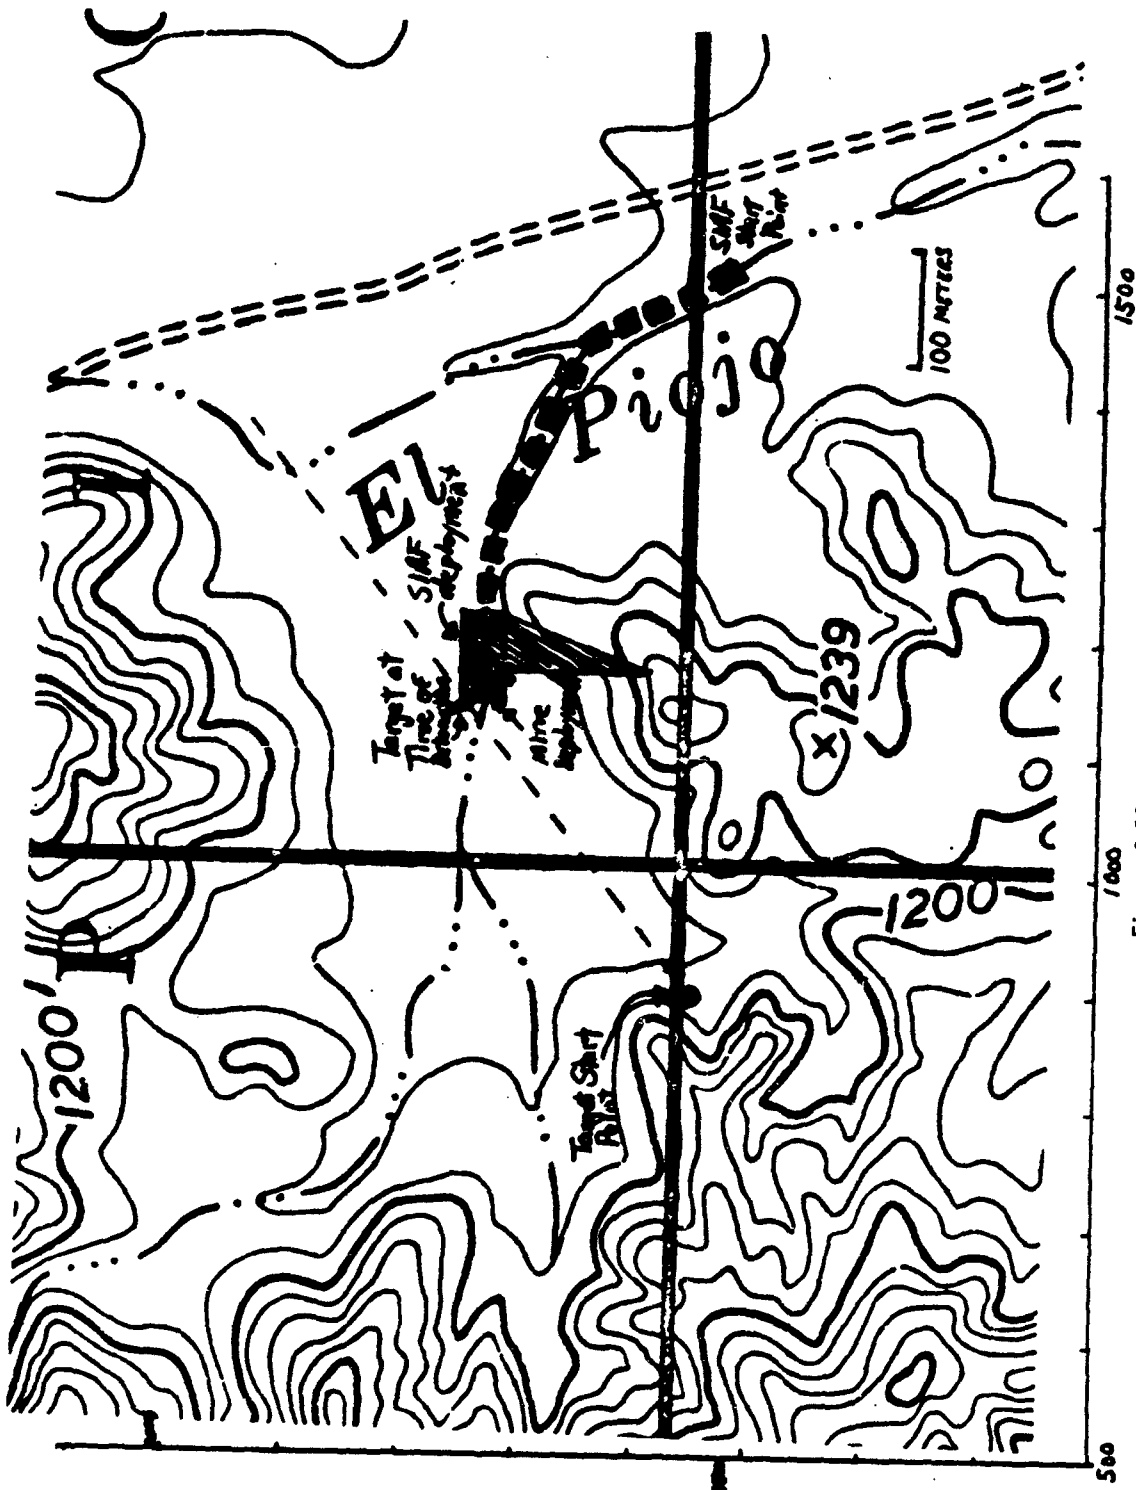 1200'
P
I
El
Piojo
SIAF
deployment
Target at
Time of
Mine
SIAF
Start
Point
100 METERS
1239
x
1200
Target Start
Point
500
1000
1500